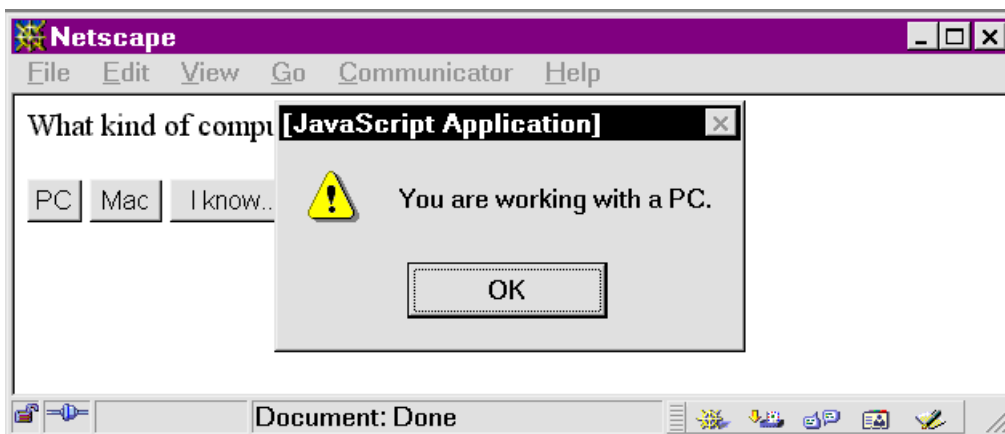 Netscape
File Edit View Go Communicator Help
What kind of compu
[JavaScript Application]
PC Mac I know..
You are working with a PC.
OK
Document: Done